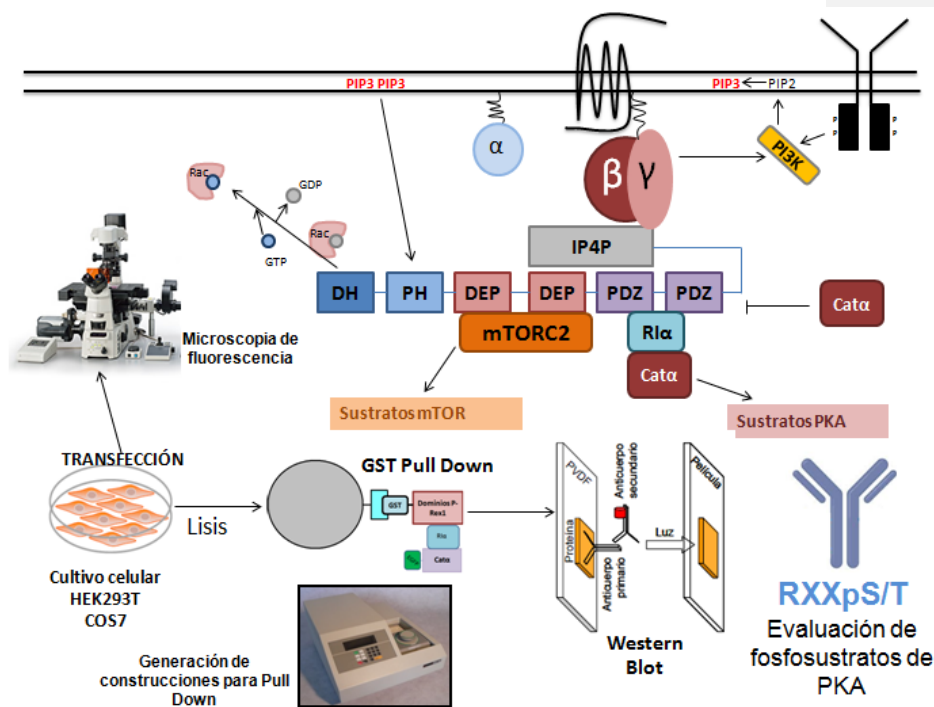 PIP3 PIP3
PIP3
PIP2
P
P
P
P
PI3K
α
β
γ
Rac
GDP
GTP
Rac
IP4P
DH
PH
DEP
DEP
PDZ
PDZ
mTORC2
RIα
Catα
Catα
Microscopia de
fluorescencia
Sustratos mTOR
Sustratos PKA
TRANSFECCIÓN
Lisis
Cultivo celular
HEK293T
COS7
GST Pull Down
GST
Dominios P-
Rex1
RIα
Catα
PVDF
Proteína
Anticuerpo
primario
Anticuerpo
secundario
Luz
Película
Western
Blot
Generación de
construcciones para Pull
Down
RXXpS/T
Evaluación de
fosfosustratos de
PKA